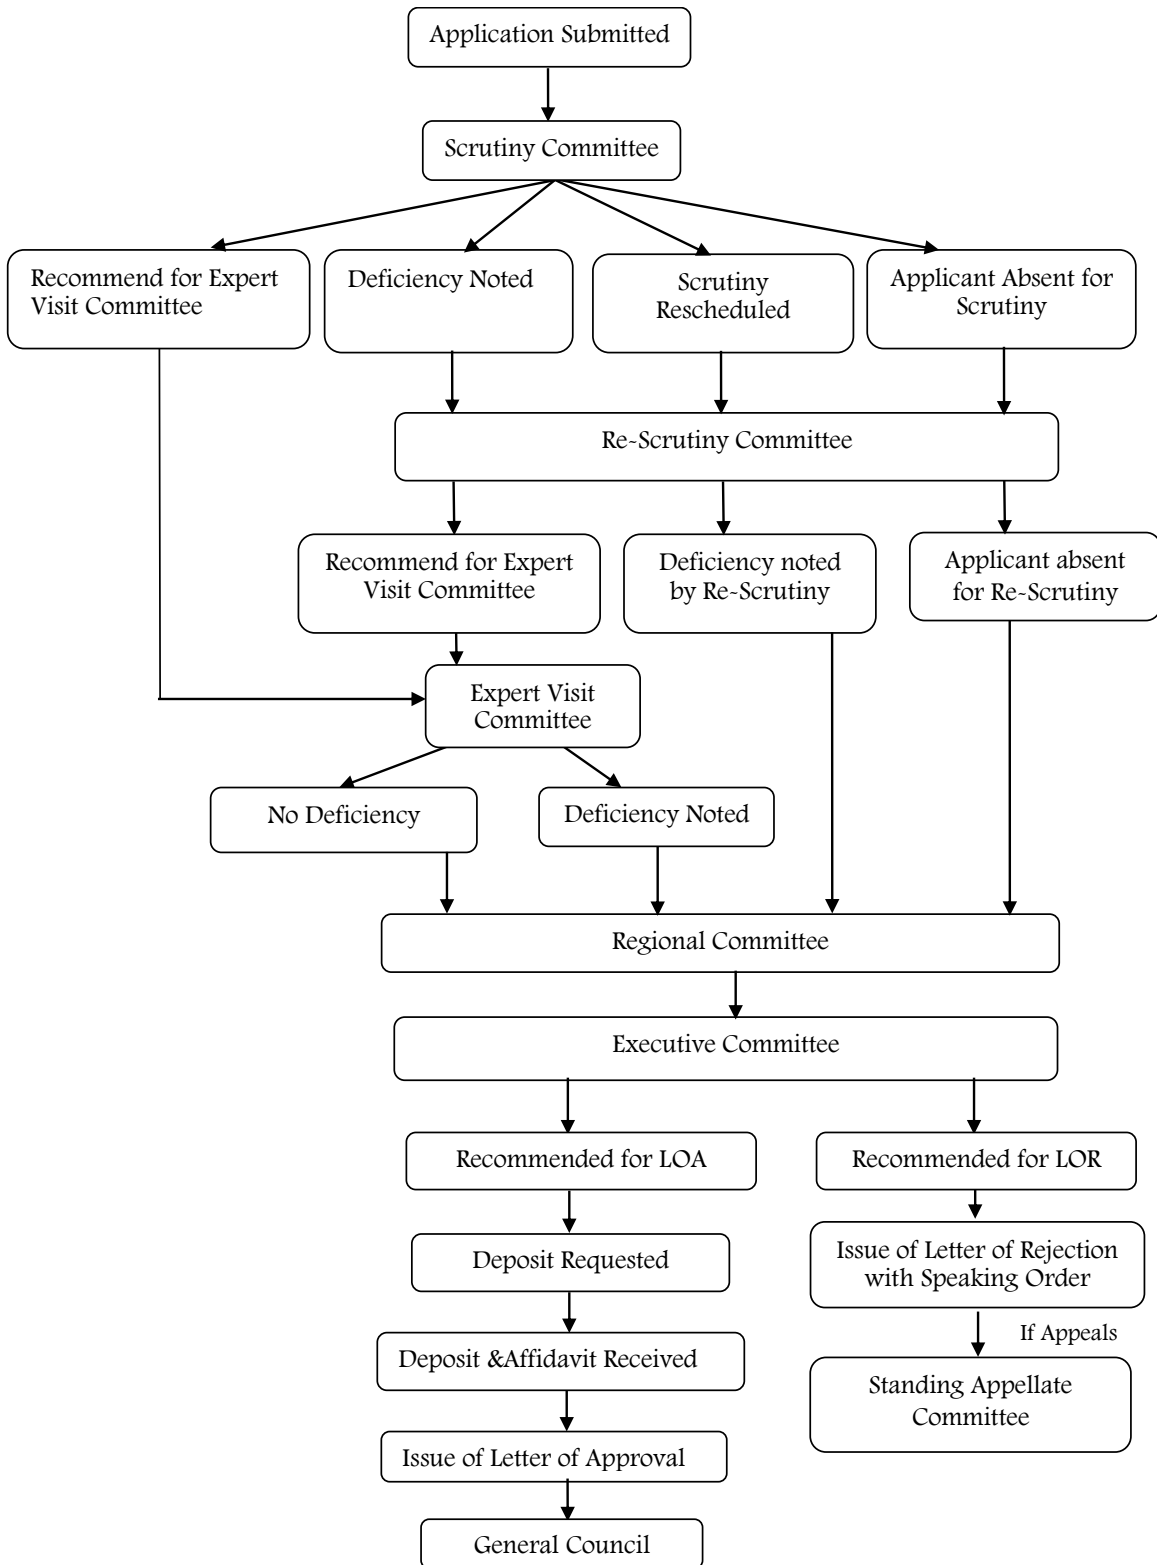 Application Submitted
Scrutiny Committee
Recommend for Expert
Visit Committee
Deficiency Noted
Scrutiny
Rescheduled
Applicant Absent for
Scrutiny
Re-Scrutiny Committee
Recommend for Expert
Visit Committee
Deficiency noted
by Re-Scrutiny
Applicant absent
for Re-Scrutiny
Expert Visit
Committee
No Deficiency
Deficiency Noted
Regional Committee
Executive Committee
Recommended for LOA
Recommended for LOR
Deposit Requested
Issue of Letter of Rejection
with Speaking Order
If Appeals
Deposit &Affidavit Received
Standing Appellate
Committee
Issue of Letter of Approval
General Council